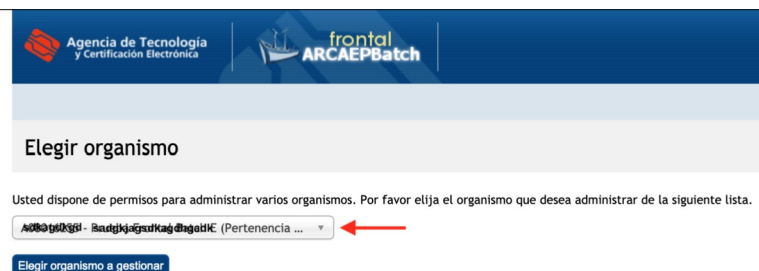 Agencia de Tecnología
y Certificación Electrónica
frontal
ARCAEPBatch
Elegir organismo
Usted dispone de permisos para administrar varios organismos. Por favor elija el organismo que desea administrar de la siguiente lista.
(Pertenencia ...
Elegir organismo a gestionar